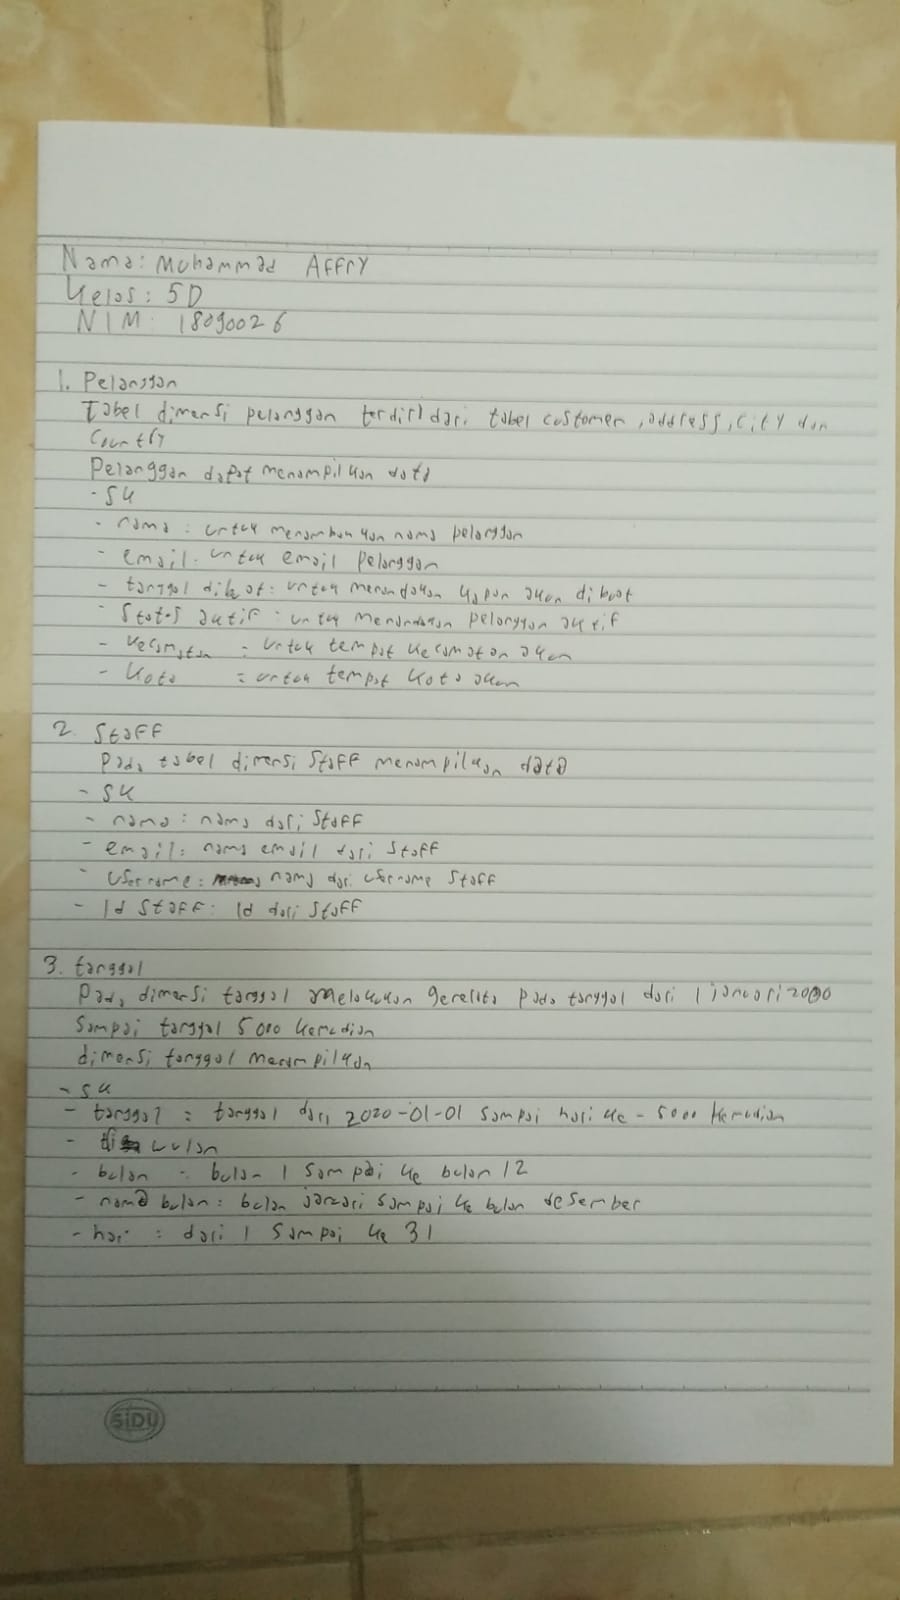 Nama: Mohammad Affry
Kelas: 5D
NIM: 18090026
1. Pelanggan
Tabel dimensi pelanggan terdiri dari tabel customer, address, city dan
Country
Pelanggan dapat menampilkan data
- SK
- nama : untuk menambahkan nama pelanggan
- email: untuk email Pelanggan
- tanggal dibuat: untuk menandakan kapan akun dibuat
- Status aktif : untuk menandakan pelanggan aktif
- kecamatan = untuk tempat kecamatan akun
- kota = untuk tempat kota akun
2. Staff
Pada tabel dimensi Staff menampilkan data
- SK
- nama : nama dari Staff
- email: nama email dari Staff
- Username: nama dari username Staff
- Id Staff: Id dari Staff
3. tanggal
Pada dimensi tanggal melakukan generate pada tanggal dari 1 januari 2000
Sampai tanggal 5000 kemudian
dimensi tanggal menampilkan
- SK
- tanggal = tanggal dari 2020-01-01 sampai hari ke - 5000 kemudian
-
- bulan : bulan 1 sampai ke bulan 12
- nama bulan: bulan januari sampai ke bulan desember
- hari : dari 1 Sampai ke 31
SiDU